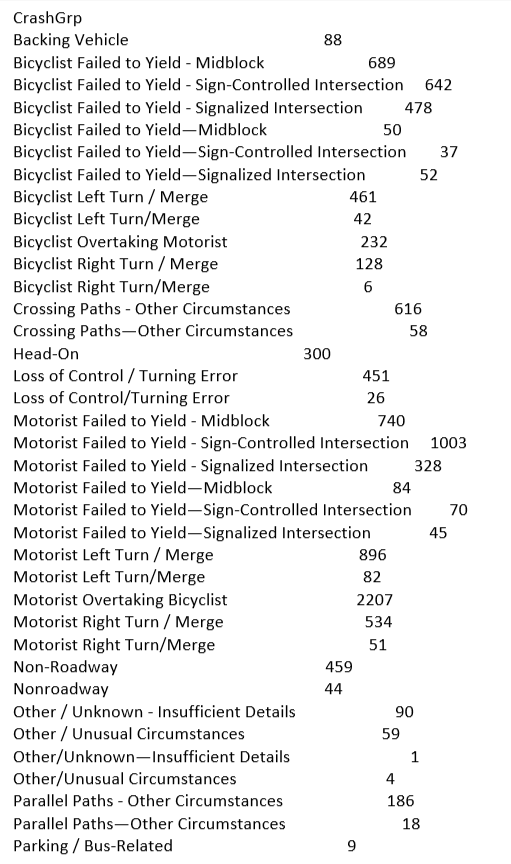 CrashGrp
Backing Vehicle 88
Bicyclist Failed to Yield - Midblock 689
Bicyclist Failed to Yield - Sign-Controlled Intersection 642
Bicyclist Failed to Yield - Signalized Intersection 478
Bicyclist Failed to Yield—Midblock 50
Bicyclist Failed to Yield—Sign-Controlled Intersection 37
Bicyclist Failed to Yield—Signalized Intersection 52
Bicyclist Left Turn / Merge 461
Bicyclist Left Turn/Merge 42
Bicyclist Overtaking Motorist 232
Bicyclist Right Turn / Merge 128
Bicyclist Right Turn/Merge 6
Crossing Paths - Other Circumstances 616
Crossing Paths—Other Circumstances 58
Head-On 300
Loss of Control / Turning Error 451
Loss of Control/Turning Error 26
Motorist Failed to Yield - Midblock 740
Motorist Failed to Yield - Sign-Controlled Intersection 1003
Motorist Failed to Yield - Signalized Intersection 328
Motorist Failed to Yield—Midblock 84
Motorist Failed to Yield—Sign-Controlled Intersection 70
Motorist Failed to Yield—Signalized Intersection 45
Motorist Left Turn / Merge 896
Motorist Left Turn/Merge 82
Motorist Overtaking Bicyclist 2207
Motorist Right Turn / Merge 534
Motorist Right Turn/Merge 51
Non-Roadway 459
Nonroadway 44
Other / Unknown - Insufficient Details 90
Other / Unusual Circumstances 59
Other/Unknown—Insufficient Details 1
Other/Unusual Circumstances 4
Parallel Paths - Other Circumstances 186
Parallel Paths—Other Circumstances 18
Parking / Bus-Related 9